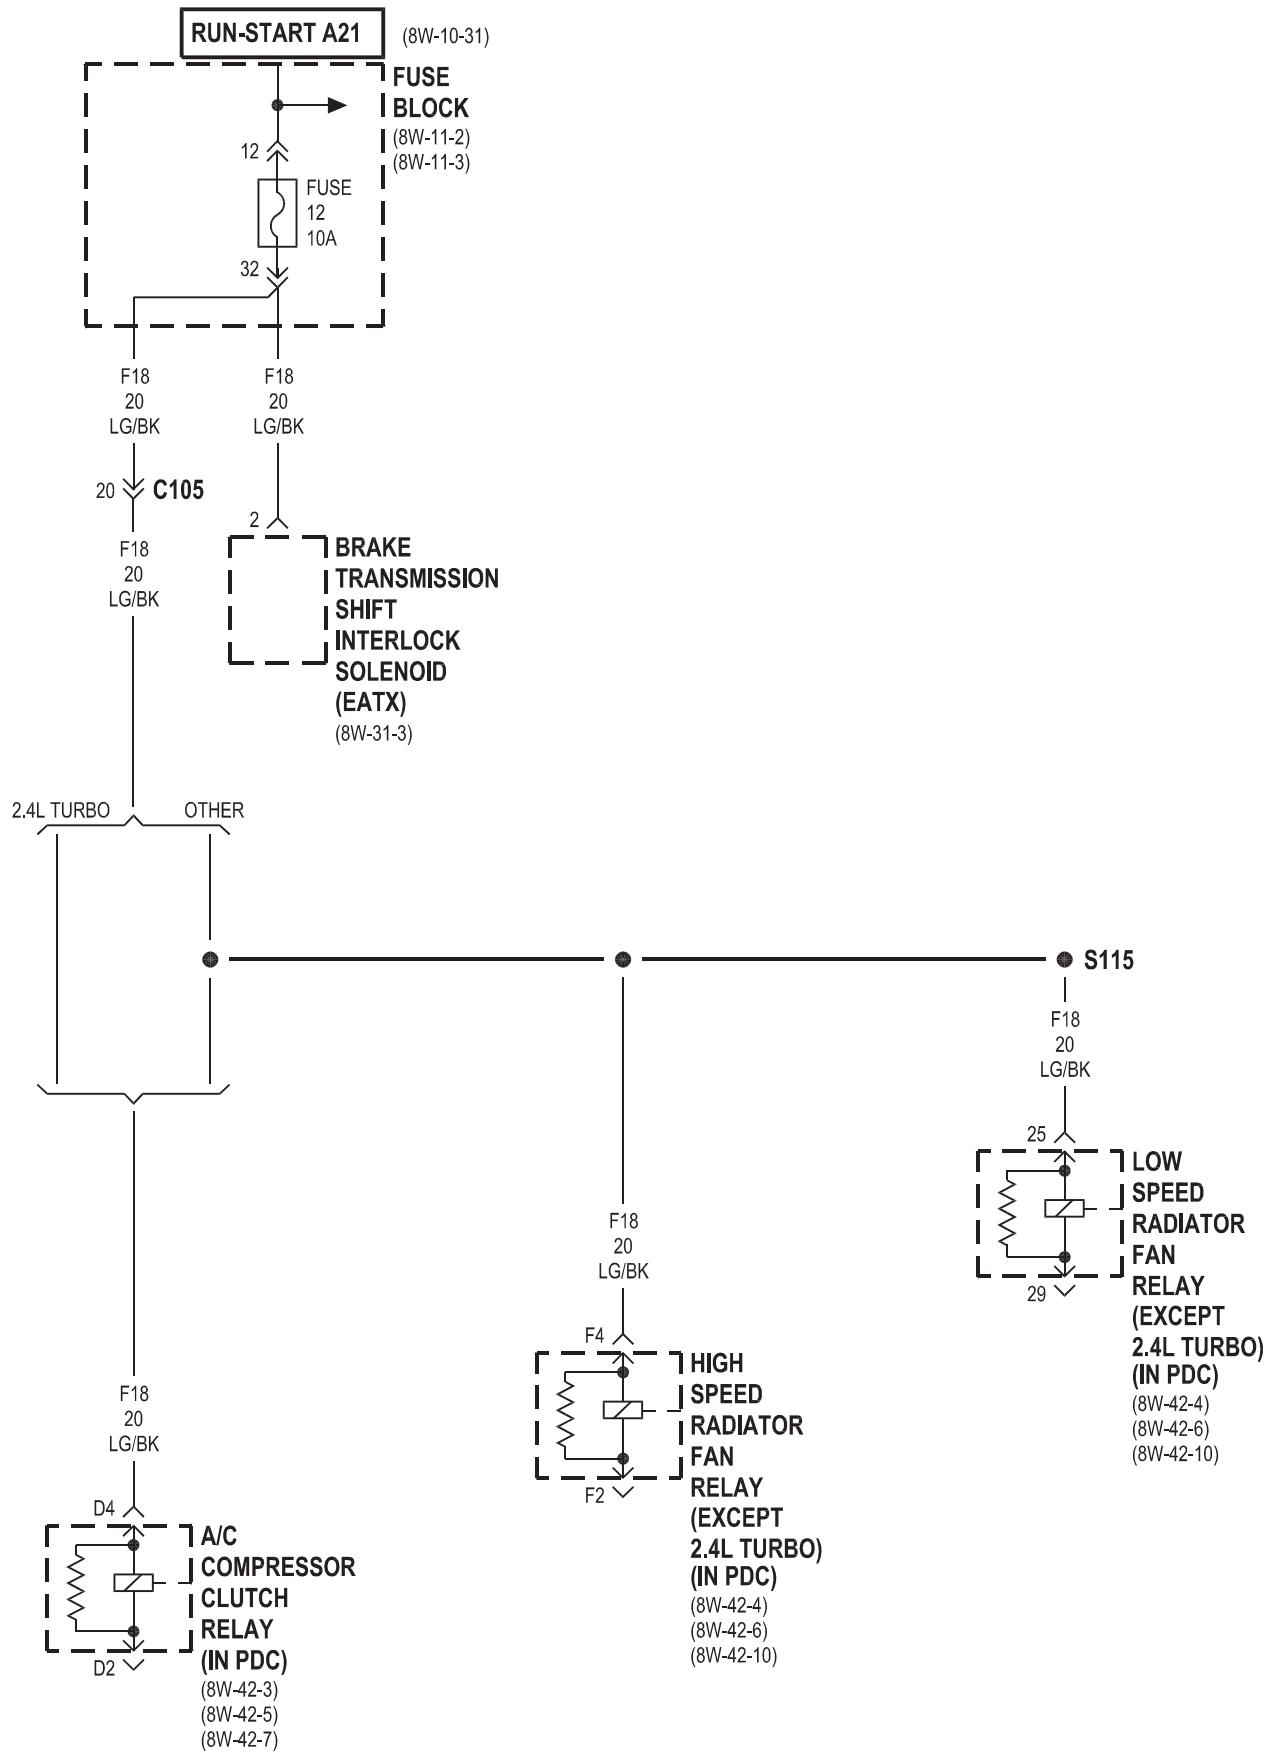 RUN-START A21
(8W-10-31)
FUSE
BLOCK
(8W-11-2)
(8W-11-3)
12
FUSE
12
10A
32
F18
20
LG/BK
F18
20
LG/BK
20
C105
F18
20
LG/BK
2
BRAKE
TRANSMISSION
SHIFT
INTERLOCK
SOLENOID
(EATX)
(8W-31-3)
2.4L TURBO
OTHER
S115
F18
20
LG/BK
25
LOW
SPEED
RADIATOR
FAN
RELAY
(EXCEPT
2.4L TURBO)
(IN PDC)
(8W-42-4)
(8W-42-6)
(8W-42-10)
29
F18
20
LG/BK
F4
HIGH
SPEED
RADIATOR
FAN
RELAY
(EXCEPT
2.4L TURBO)
(IN PDC)
(8W-42-4)
(8W-42-6)
(8W-42-10)
F2
F18
20
LG/BK
D4
A/C
COMPRESSOR
CLUTCH
RELAY
(IN PDC)
(8W-42-3)
(8W-42-5)
(8W-42-7)
D2